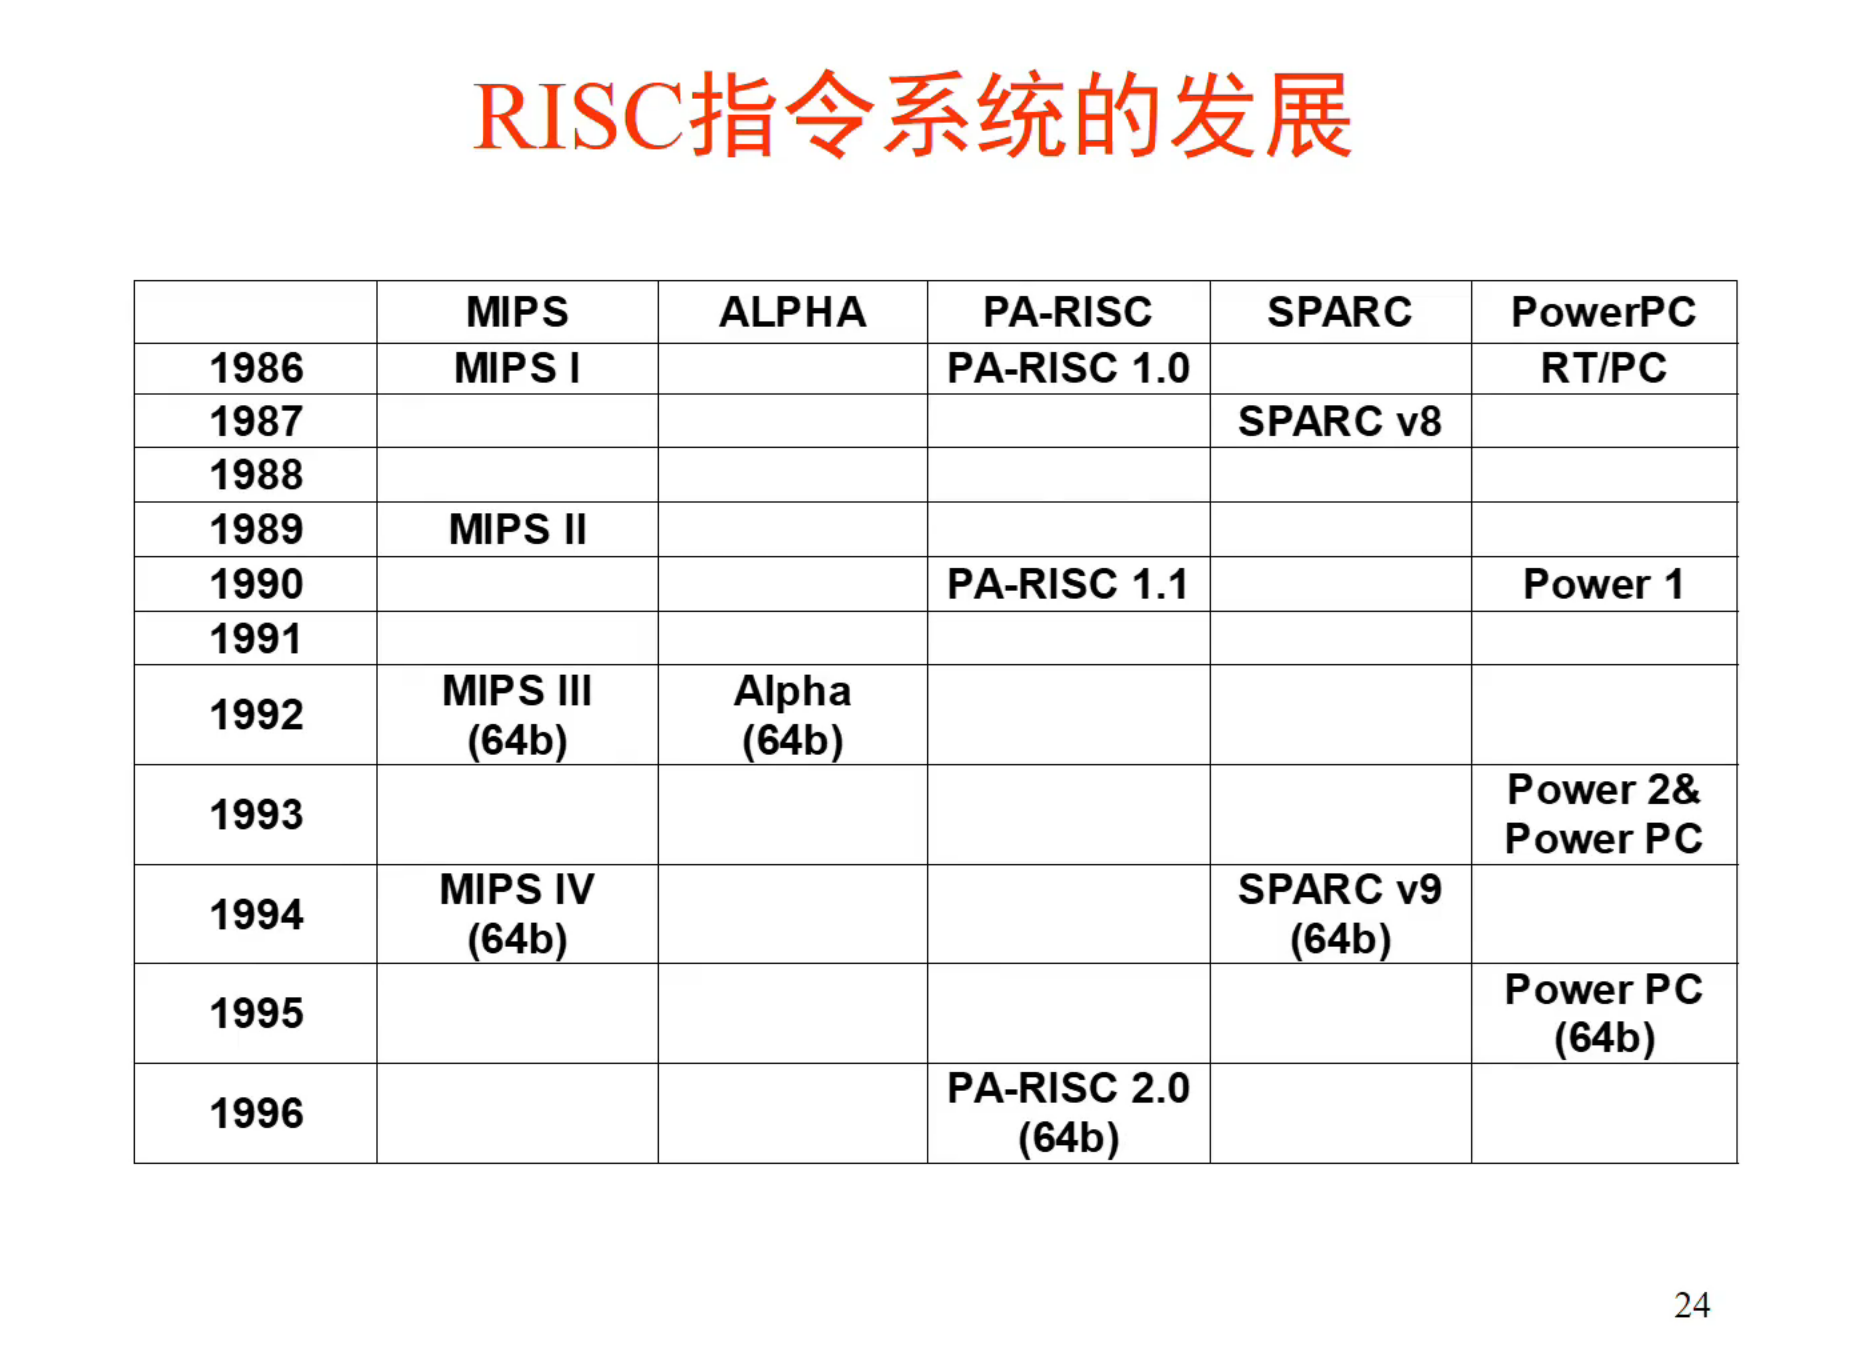 RISC指令系统的发展
MIPS ALPHA PA-RISC SPARC PowerPC
1986 MIPS I PA-RISC 1.0 RT/PC
1987 SPARC v8
1988
1989 MIPS II
1990 PA-RISC 1.1 Power 1
1991
1992 MIPS III (64b) Alpha (64b)
1993 Power 2& Power PC
1994 MIPS IV (64b) SPARC v9 (64b)
1995 Power PC (64b)
1996 PA-RISC 2.0 (64b)
24